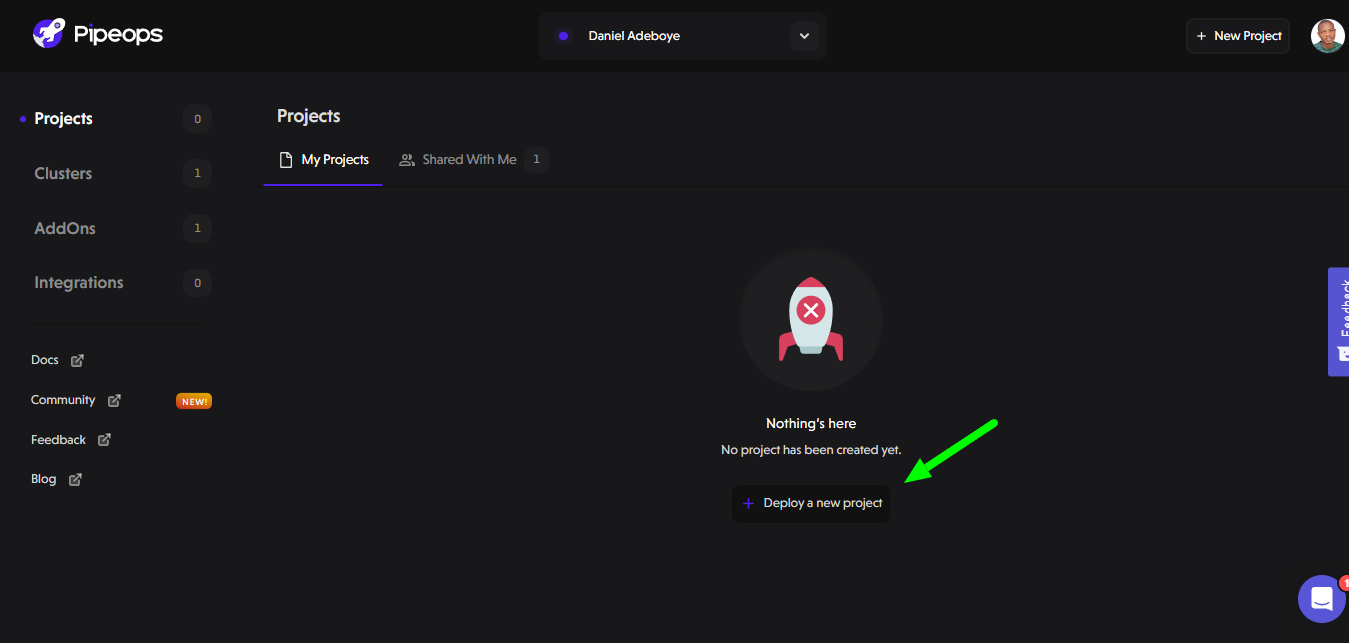 Pipeops
Daniel Adeboye
+ New Project
Projects 0
Clusters 1
AddOns 1
Integrations 0
Docs
Community NEW!
Feedback
Blog
Projects
My Projects
Shared With Me 1
Nothing's here
No project has been created yet.
+ Deploy a new project
Feedback
1